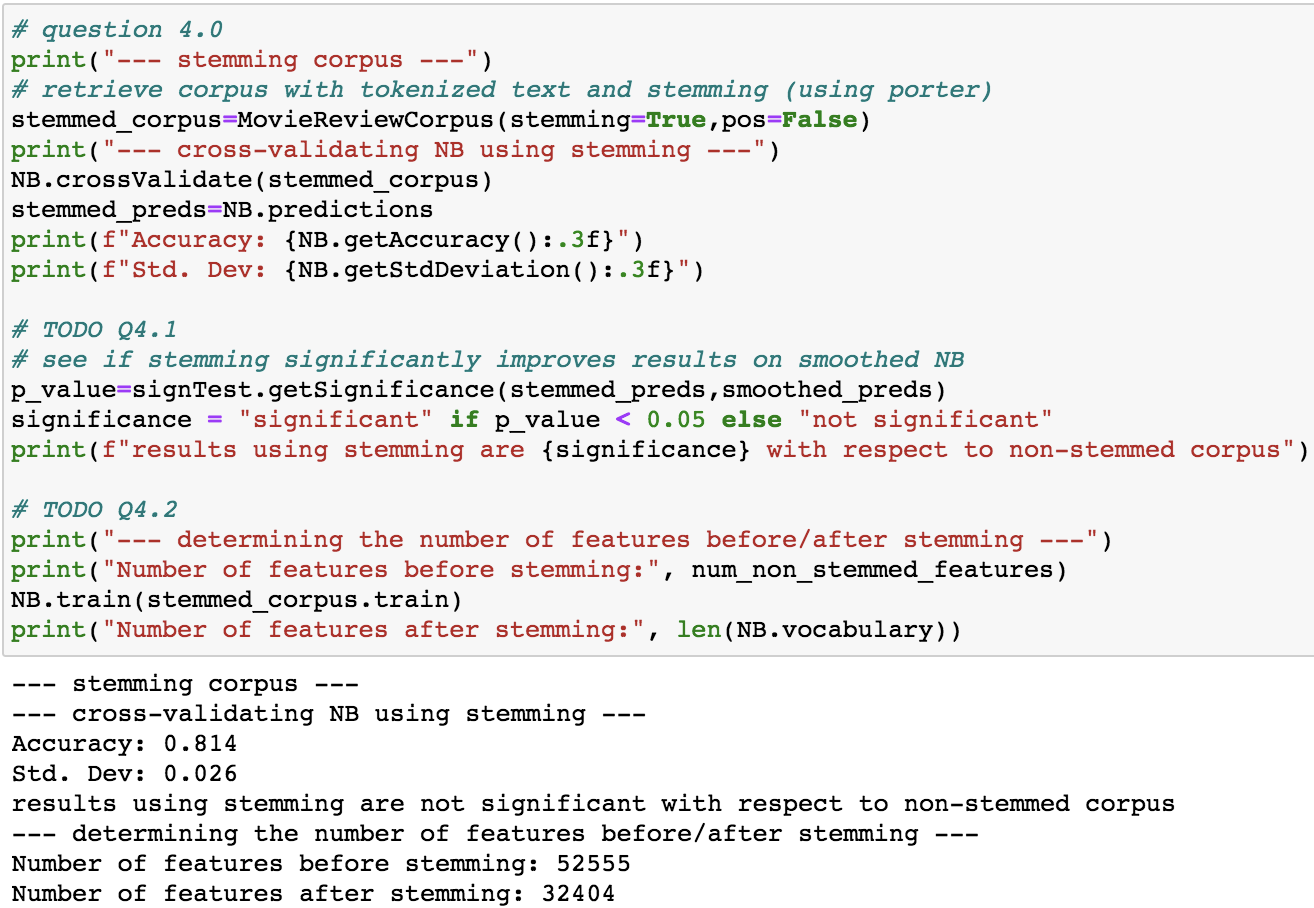 # question 4.0
print("--- stemming corpus ---")
# retrieve corpus with tokenized text and stemming (using porter)
stemmed_corpus=MovieReviewCorpus(stemming=True,pos=False)
print("--- cross-validating NB using stemming ---")
NB.crossValidate(stemmed_corpus)
stemmed_preds=NB.predictions
print(f"Accuracy: {NB.getAccuracy():.3f}")
print(f"Std. Dev: {NB.getStdDeviation():.3f}")

# TODO Q4.1
# see if stemming significantly improves results on smoothed NB
p_value=signTest.getSignificance(stemmed_preds,smoothed_preds)
significance = "significant" if p_value < 0.05 else "not significant"
print(f"results using stemming are {significance} with respect to non-stemmed corpus")

# TODO Q4.2
print("--- determining the number of features before/after stemming ---")
print("Number of features before stemming:", num_non_stemmed_features)
NB.train(stemmed_corpus.train)
print("Number of features after stemming:", len(NB.vocabulary))

--- stemming corpus ---
--- cross-validating NB using stemming ---
Accuracy: 0.814
Std. Dev: 0.026
results using stemming are not significant with respect to non-stemmed corpus
--- determining the number of features before/after stemming ---
Number of features before stemming: 52555
Number of features after stemming: 32404